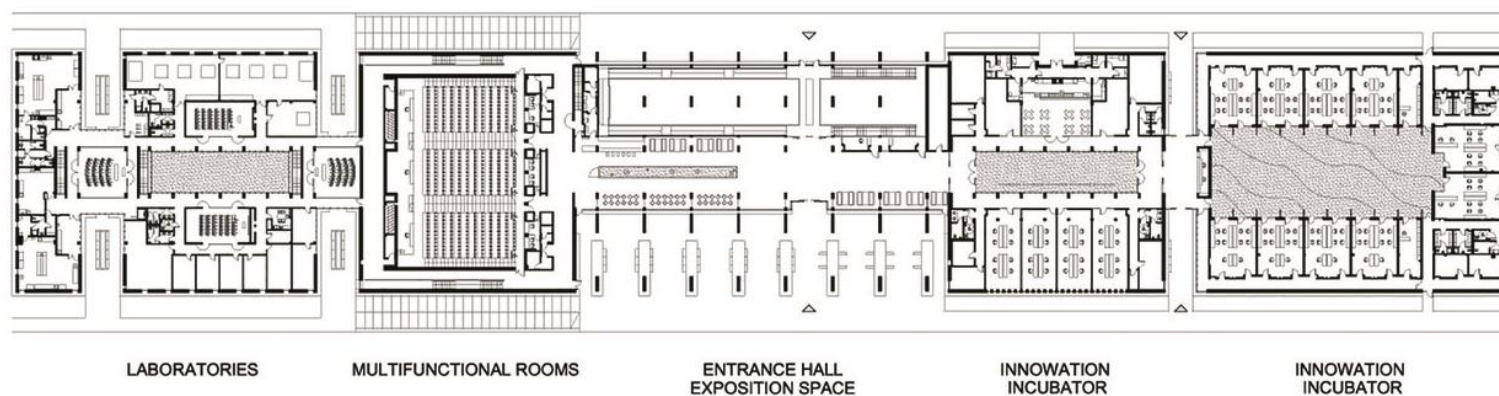 LABORATORIES
MULTIFUNCTIONAL ROOMS
ENTRANCE HALL
EXPOSITION SPACE
INNOWATION
INCUBATOR
INNOWATION
INCUBATOR